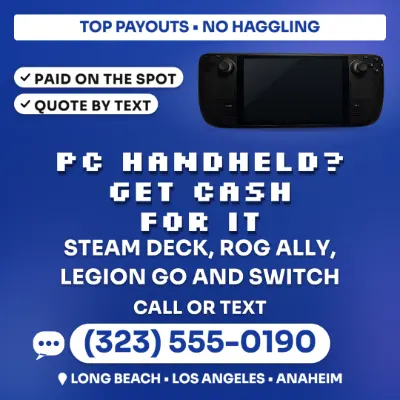 TOP PAYOUTS • NO HAGGLING
PAID ON THE SPOT
QUOTE BY TEXT
PC HANDHELD?
GET CASH
FOR IT
STEAM DECK, ROG ALLY,
LEGION GO AND SWITCH
CALL OR TEXT
(323) 555-0190
LONG BEACH • LOS ANGELES • ANAHEIM